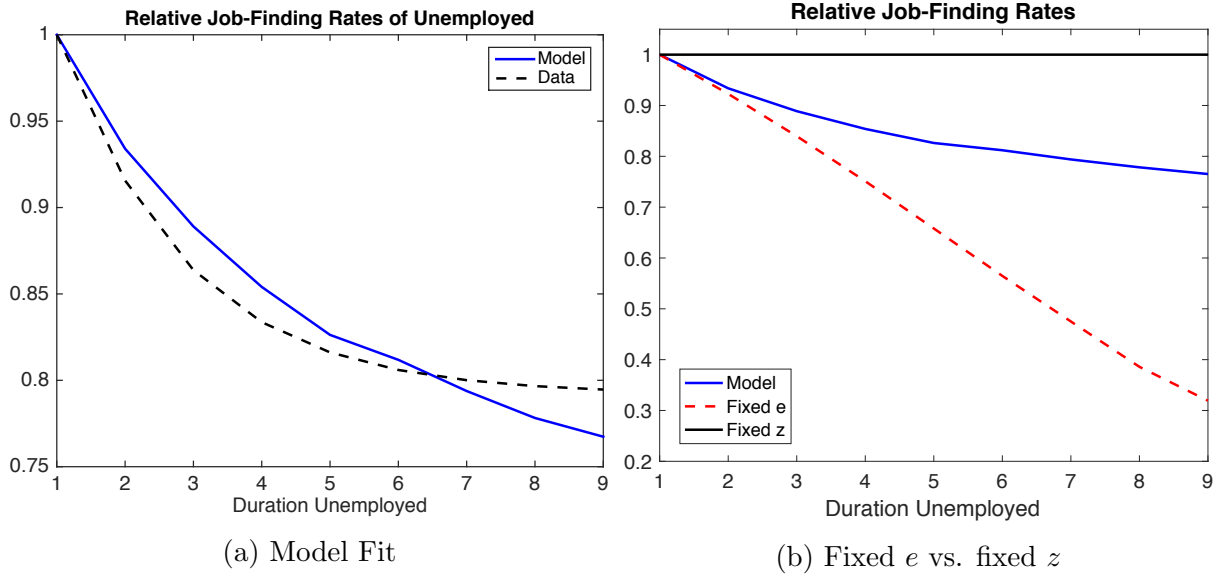 Relative Job-Finding Rates of Unemployed
1
0.95
0.9
0.85
0.8
0.75
Model
Data
1 2 3 4 5 6 7 8 9
Duration Unemployed
(a) Model Fit
Relative Job-Finding Rates
1
0.9
0.8
0.7
0.6
0.5
0.4
0.3
0.2
Model
Fixed e
Fixed z
1 2 3 4 5 6 7 8 9
Duration Unemployed
(b) Fixed e vs. fixed z